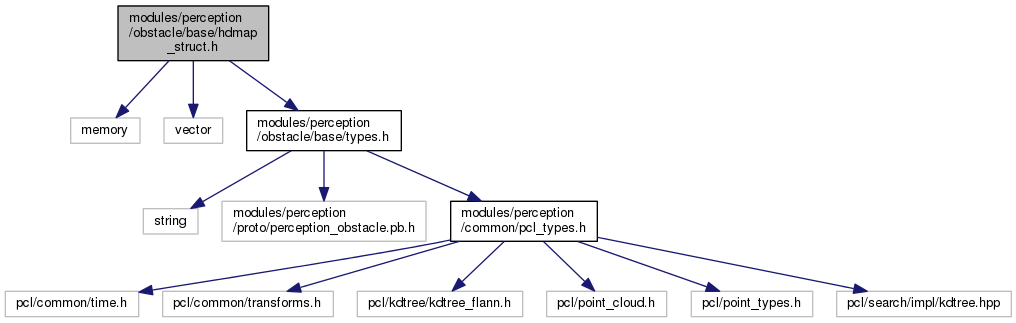 modules/perception
/obstacle/base/hdmap
_struct.h
memory
vector
modules/perception
/obstacle/base/types.h
string
modules/perception
/proto/perception_obstacle.pb.h
modules/perception
/common/pcl_types.h
pcl/common/time.h
pcl/common/transforms.h
pcl/kdtree/kdtree_flann.h
pcl/point_cloud.h
pcl/point_types.h
pcl/search/impl/kdtree.hpp